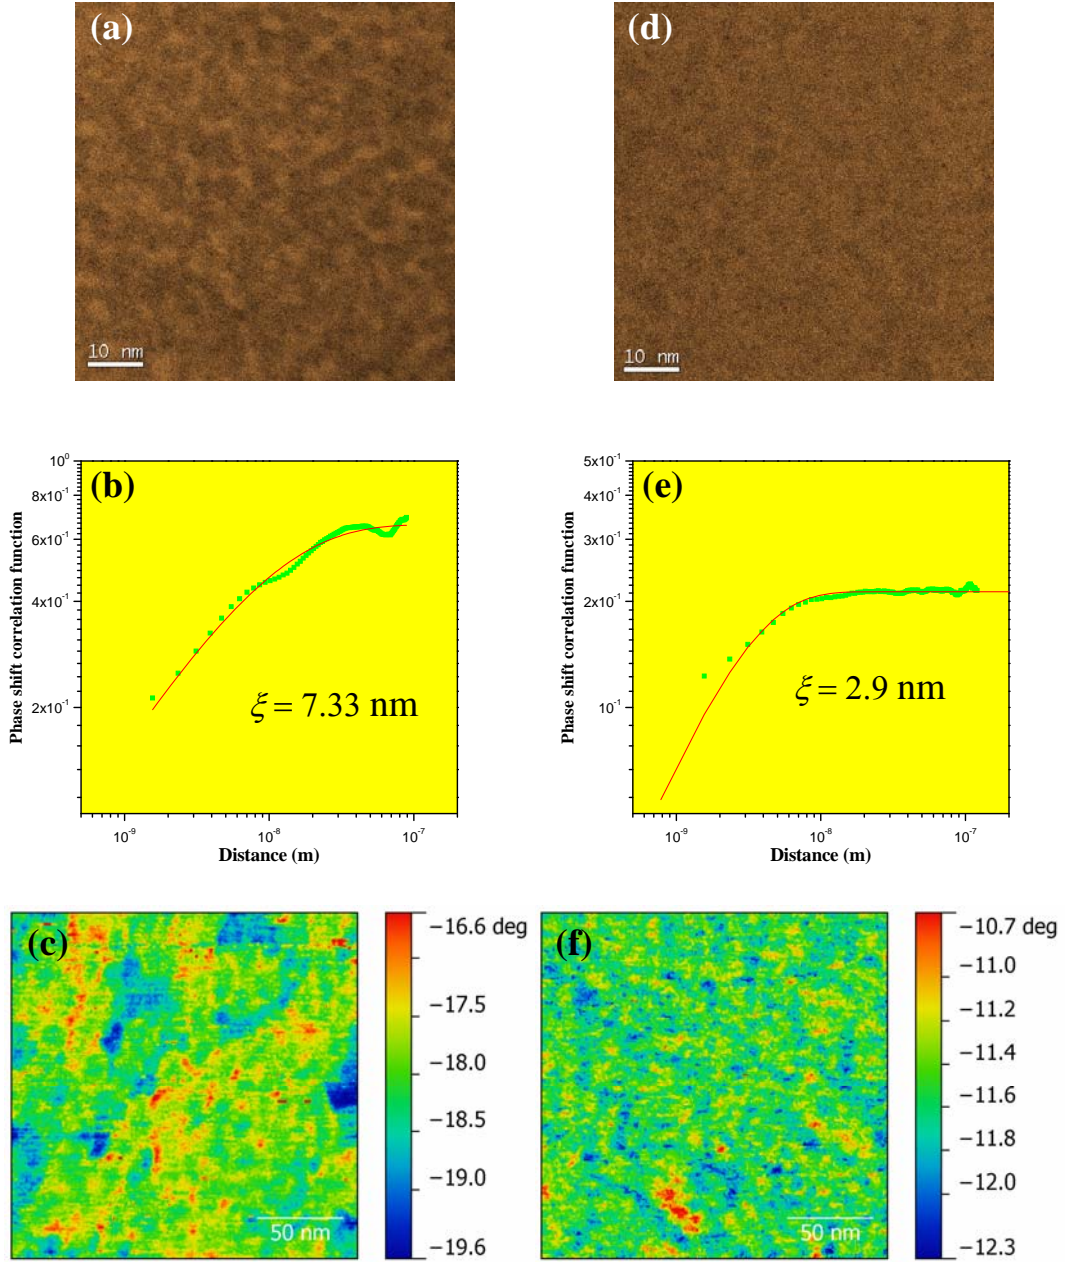 (a)
10 nm
(d)
10 nm
(b)
10⁰
8x10⁻¹
6x10⁻¹
4x10⁻¹
2x10⁻¹
Phase shift correlation function
ξ = 7.33 nm
10⁻⁹
10⁻⁸
10⁻⁷
Distance (m)
(e)
5x10⁻¹
4x10⁻¹
3x10⁻¹
2x10⁻¹
10⁻¹
Phase shift correlation function
ξ = 2.9 nm
10⁻⁹
10⁻⁸
10⁻⁷
Distance (m)
(c)
50 nm
−16.6 deg
−17.5
−18.0
−18.5
−19.0
−19.6
(f)
50 nm
−10.7 deg
−11.0
−11.2
−11.4
−11.6
−11.8
−12.0
−12.3